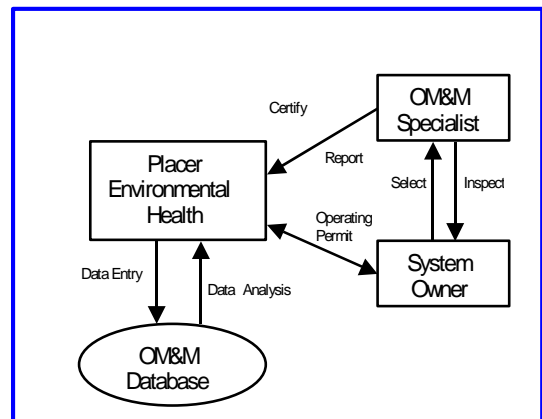 OM&M
Specialist
Certify
Report
Placer
Environmental
Health
Select
Inspect
Operating
Permit
System
Owner
Data Entry
Data Analysis
OM&M
Database